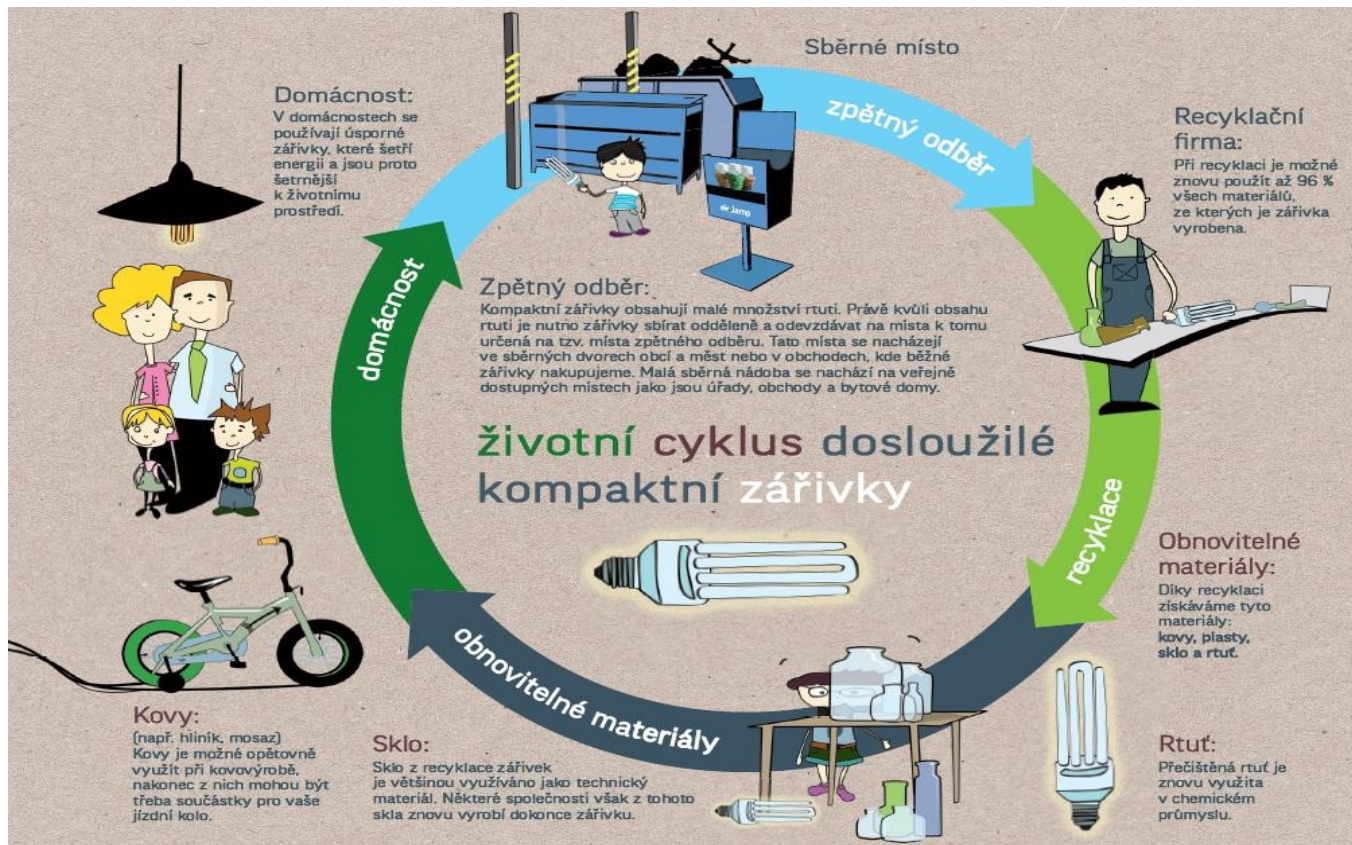 Sběrné místo
zpětný odběr
Domácnost:
V domácnostech se
používají úsporné
zářivky, které šetří
energii a jsou proto
šetrnější
k životnímu
prostředí.
Recyklační
firma:
Při recyklaci je možné
znovu použít až 96 %
všech materiálů,
ze kterých je zářivka
vyrobena.
ekolamp
domácnost
Zpětný odběr:
Kompaktní zářivky obsahují malé množství rtuti. Právě kvůli obsahu
rtuti je nutno zářivky sbírat odděleně a odevzdávat na místa k tomu
určená na tzv. místa zpětného odběru. Tato místa se nacházejí
ve sběrných dvorech obcí a měst nebo v obchodech, kde běžné
zářivky nakupujeme. Malá sběrná nádoba se nachází na veřejně
dostupných místech jako jsou úřady, obchody a bytové domy.
životní cyklus dosloužilé
kompaktní zářivky
recyklace
Obnovitelné
materiály:
Díky recyklaci
získáváme tyto
materiály:
kovy, plasty,
sklo a rtuť.
obnovitelné materiály
Kovy:
(např. hliník, mosaz)
Kovy je možné opětovně
využít při kovovýrobě,
nakonec z nich mohou být
třeba součástky pro vaše
jízdní kolo.
Sklo:
Sklo z recyklace zářivek
je většinou využíváno jako technický
materiál. Některé společnosti však z tohoto
skla znovu vyrobí dokonce zářivku.
Rtuť:
Přečištěná rtuť je
znovu využita
v chemickém
průmyslu.